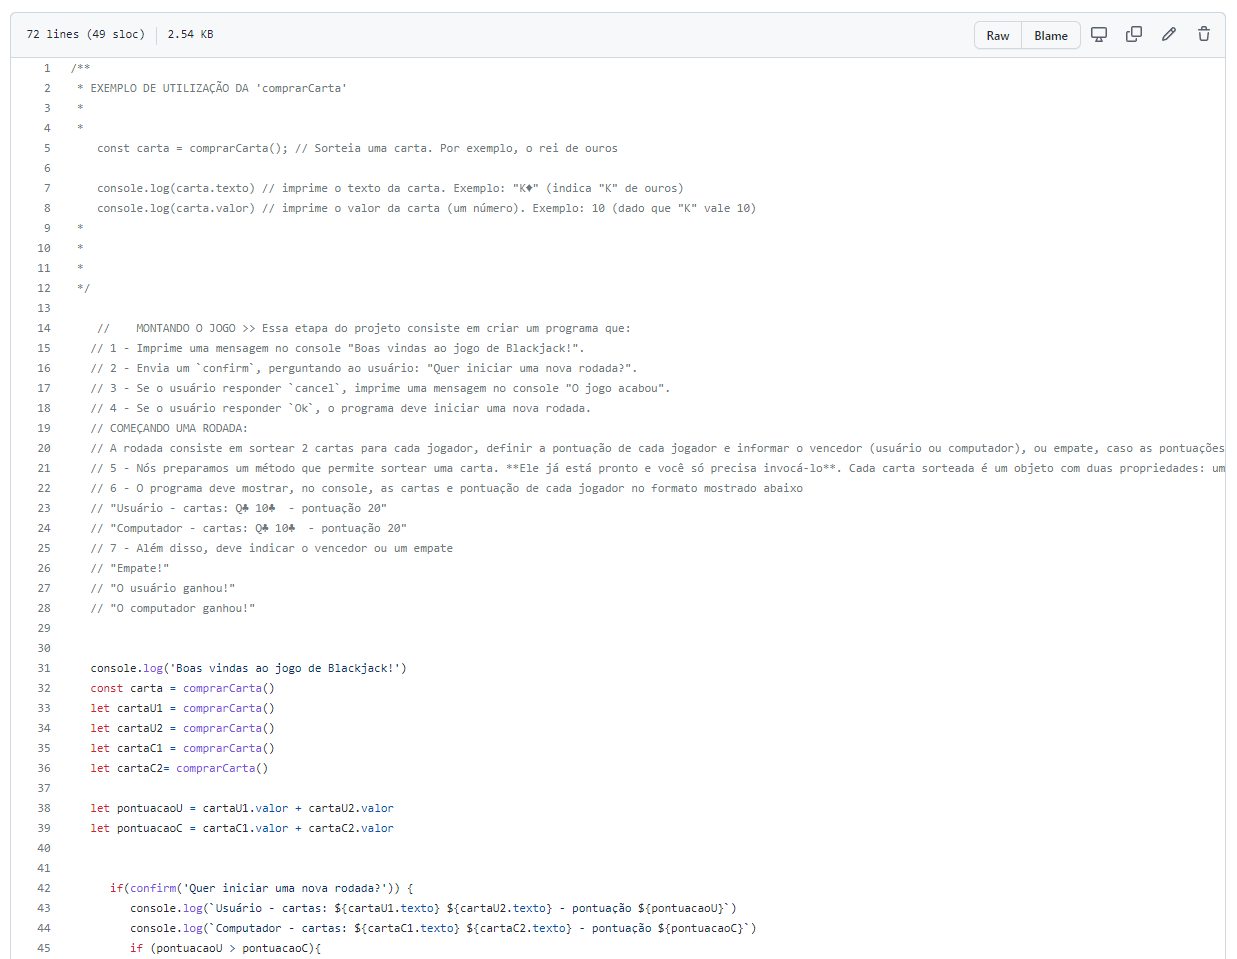 72 lines (49 sloc) 2.54 KB Raw Blame
1 /**
2 * EXEMPLO DE UTILIZAÇÃO DA 'comprarCarta'
3 *
4 *
5 const carta = comprarCarta(); // Sorteia uma carta. Por exemplo, o rei de ouros
6
7 console.log(carta.texto) // imprime o texto da carta. Exemplo: "K♦" (indica "K" de ouros)
8 console.log(carta.valor) // imprime o valor da carta (um número). Exemplo: 10 (dado que "K" vale 10)
9 *
10 *
11 *
12 */
13
14 // MONTANDO O JOGO >> Essa etapa do projeto consiste em criar um programa que:
15 // 1 - Imprime uma mensagem no console "Boas vindas ao jogo de Blackjack!".
16 // 2 - Envia um `confirm`, perguntando ao usuário: "Quer iniciar uma nova rodada?".
17 // 3 - Se o usuário responder `cancel`, imprime uma mensagem no console "O jogo acabou".
18 // 4 - Se o usuário responder `Ok`, o programa deve iniciar uma nova rodada.
19 // COMEÇANDO UMA RODADA:
20 // A rodada consiste em sortear 2 cartas para cada jogador, definir a pontuação de cada jogador e informar o vencedor (usuário ou computador), ou empate, caso as pontuações
21 // 5 - Nós preparamos um método que permite sortear uma carta. **Ele já está pronto e você só precisa invocá-lo**. Cada carta sorteada é um objeto com duas propriedades: um
22 // 6 - O programa deve mostrar, no console, as cartas e pontuação de cada jogador no formato mostrado abaixo
23 // "Usuário - cartas: Q♣ 10♣  - pontuação 20"
24 // "Computador - cartas: Q♣ 10♣  - pontuação 20"
25 // 7 - Além disso, deve indicar o vencedor ou um empate
26 // "Empate!"
27 // "O usuário ganhou!"
28 // "O computador ganhou!"
29
30
31 console.log('Boas vindas ao jogo de Blackjack!')
32 const carta = comprarCarta()
33 let cartaU1 = comprarCarta()
34 let cartaU2 = comprarCarta()
35 let cartaC1 = comprarCarta()
36 let cartaC2= comprarCarta()
37
38 let pontuacaoU = cartaU1.valor + cartaU2.valor
39 let pontuacaoC = cartaC1.valor + cartaC2.valor
40
41
42 if(confirm('Quer iniciar uma nova rodada?')) {
43 console.log(`Usuário - cartas: ${cartaU1.texto} ${cartaU2.texto} - pontuação ${pontuacaoU}`)
44 console.log(`Computador - cartas: ${cartaC1.texto} ${cartaC2.texto} - pontuação ${pontuacaoC}`)
45 if (pontuacaoU > pontuacaoC){